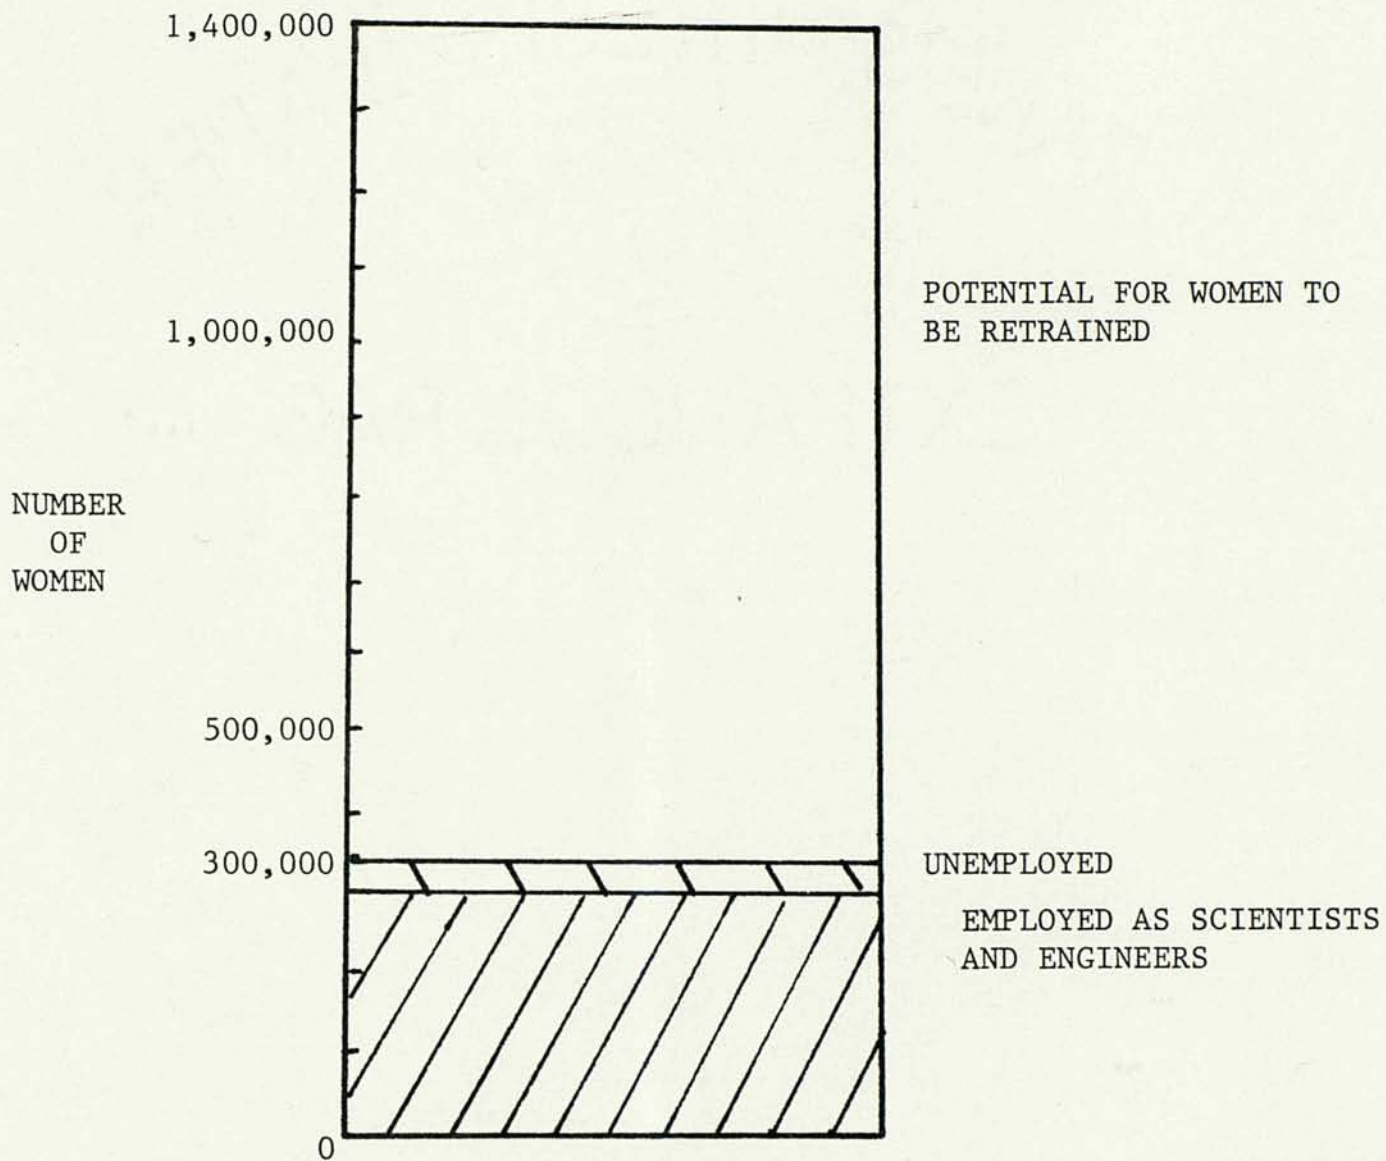 1,400,000
POTENTIAL FOR WOMEN TO
BE RETRAINED
1,000,000
NUMBER
OF
WOMEN
500,000
300,000
UNEMPLOYED
EMPLOYED AS SCIENTISTS
AND ENGINEERS
0